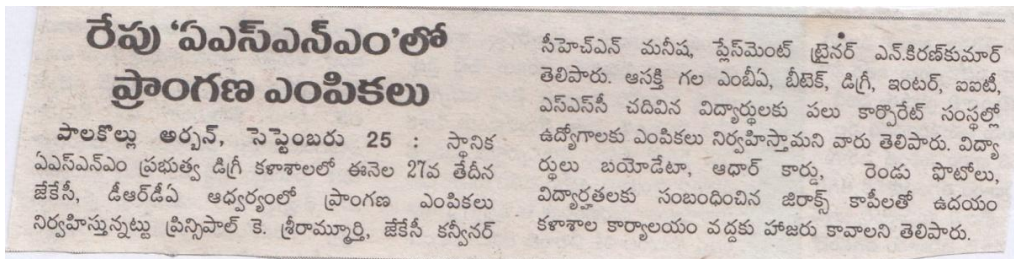 రేపు ‘ఏఎస్ఎన్ఎం’లో
ప్రాంగణ ఎంపికలు
పాలకొల్లు అర్బన్, సెప్టెంబరు 25 : స్థానిక
ఏఎస్ఎన్ఎం ప్రభుత్వ డిగ్రీ కళాశాలలో ఈనెల 27వ తేదీన
జేకేసీ, డీఆర్‌డీఏ ఆధ్వర్యంలో ప్రాంగణ ఎంపికలు
నిర్వహిస్తున్నట్టు ప్రిన్సిపాల్ కె. శ్రీరామ్మూర్తి, జేకేసీ కన్వీనర్
సీహెచ్ఎన్ మనీష, ప్లేస్‌మెంట్ ట్రైనర్ ఎన్.కిరణ్‌కుమార్
తెలిపారు. ఆసక్తి గల ఎంబీఏ, బీటెక్, డిగ్రీ, ఇంటర్, ఐఐటీ,
ఎస్ఎస్‌సీ చదివిన విద్యార్థులకు పలు కార్పొరేట్ సంస్థల్లో
ఉద్యోగాలకు ఎంపికలు నిర్వహిస్తామని వారు తెలిపారు. విద్యా
ర్థులు బయోడేటా, ఆధార్ కార్డు, రెండు ఫొటోలు,
విద్యార్హతలకు సంబంధించిన జిరాక్స్ కాపీలతో ఉదయం
కళాశాల కార్యాలయం వద్దకు హాజరు కావాలని తెలిపారు.